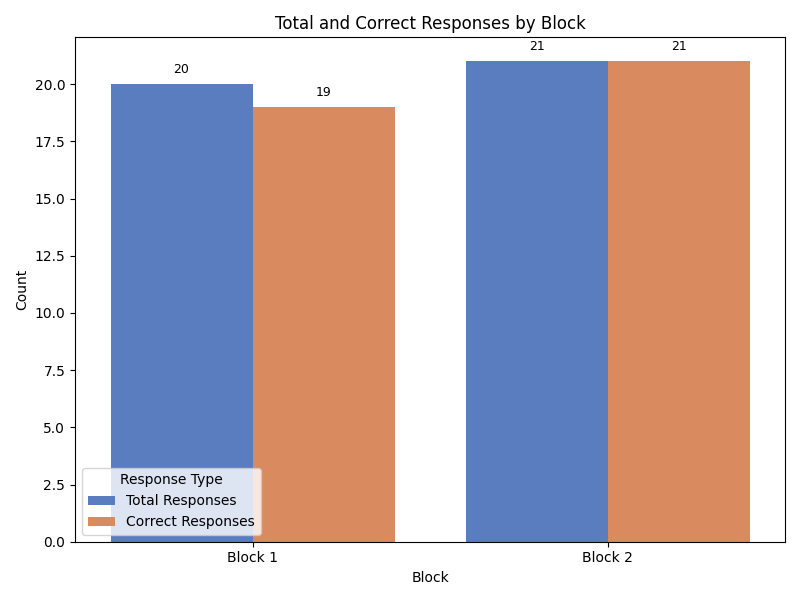 Total and Correct Responses by Block
20
19
21
21
20.0
17.5
15.0
12.5
10.0
7.5
5.0
2.5
0.0
Count
Response Type
Total Responses
Correct Responses
Block 1
Block 2
Block